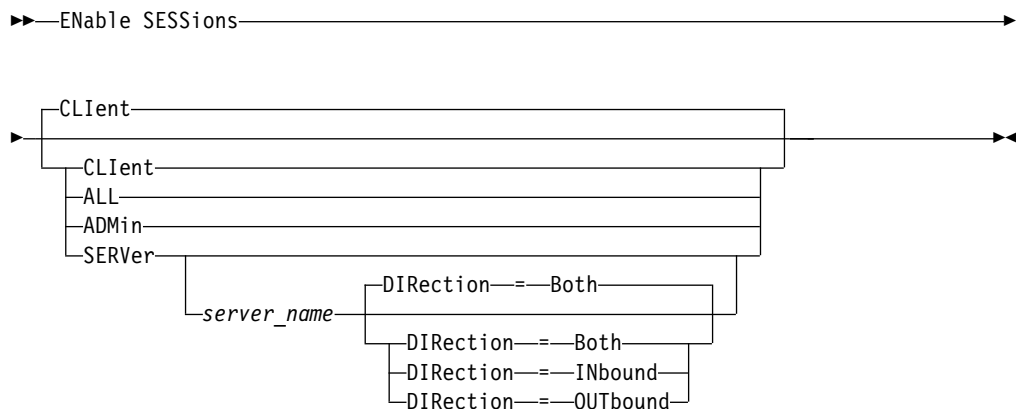 ENable SESSions
CLIent
CLIent
ALL
ADMin
SERVer
DIRection = Both
server_name
DIRection = Both
DIRection = INbound
DIRection = OUTbound